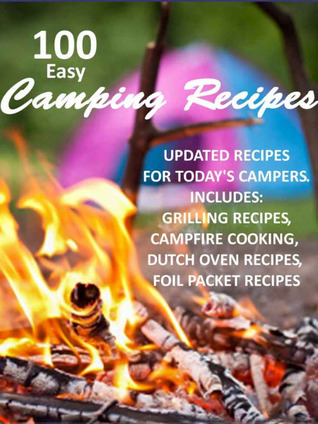 100
Easy
Camping Recipes
UPDATED RECIPES
FOR TODAY'S CAMPERS.
INCLUDES:
GRILLING RECIPES,
CAMPFIRE COOKING,
DUTCH OVEN RECIPES,
FOIL PACKET RECIPES